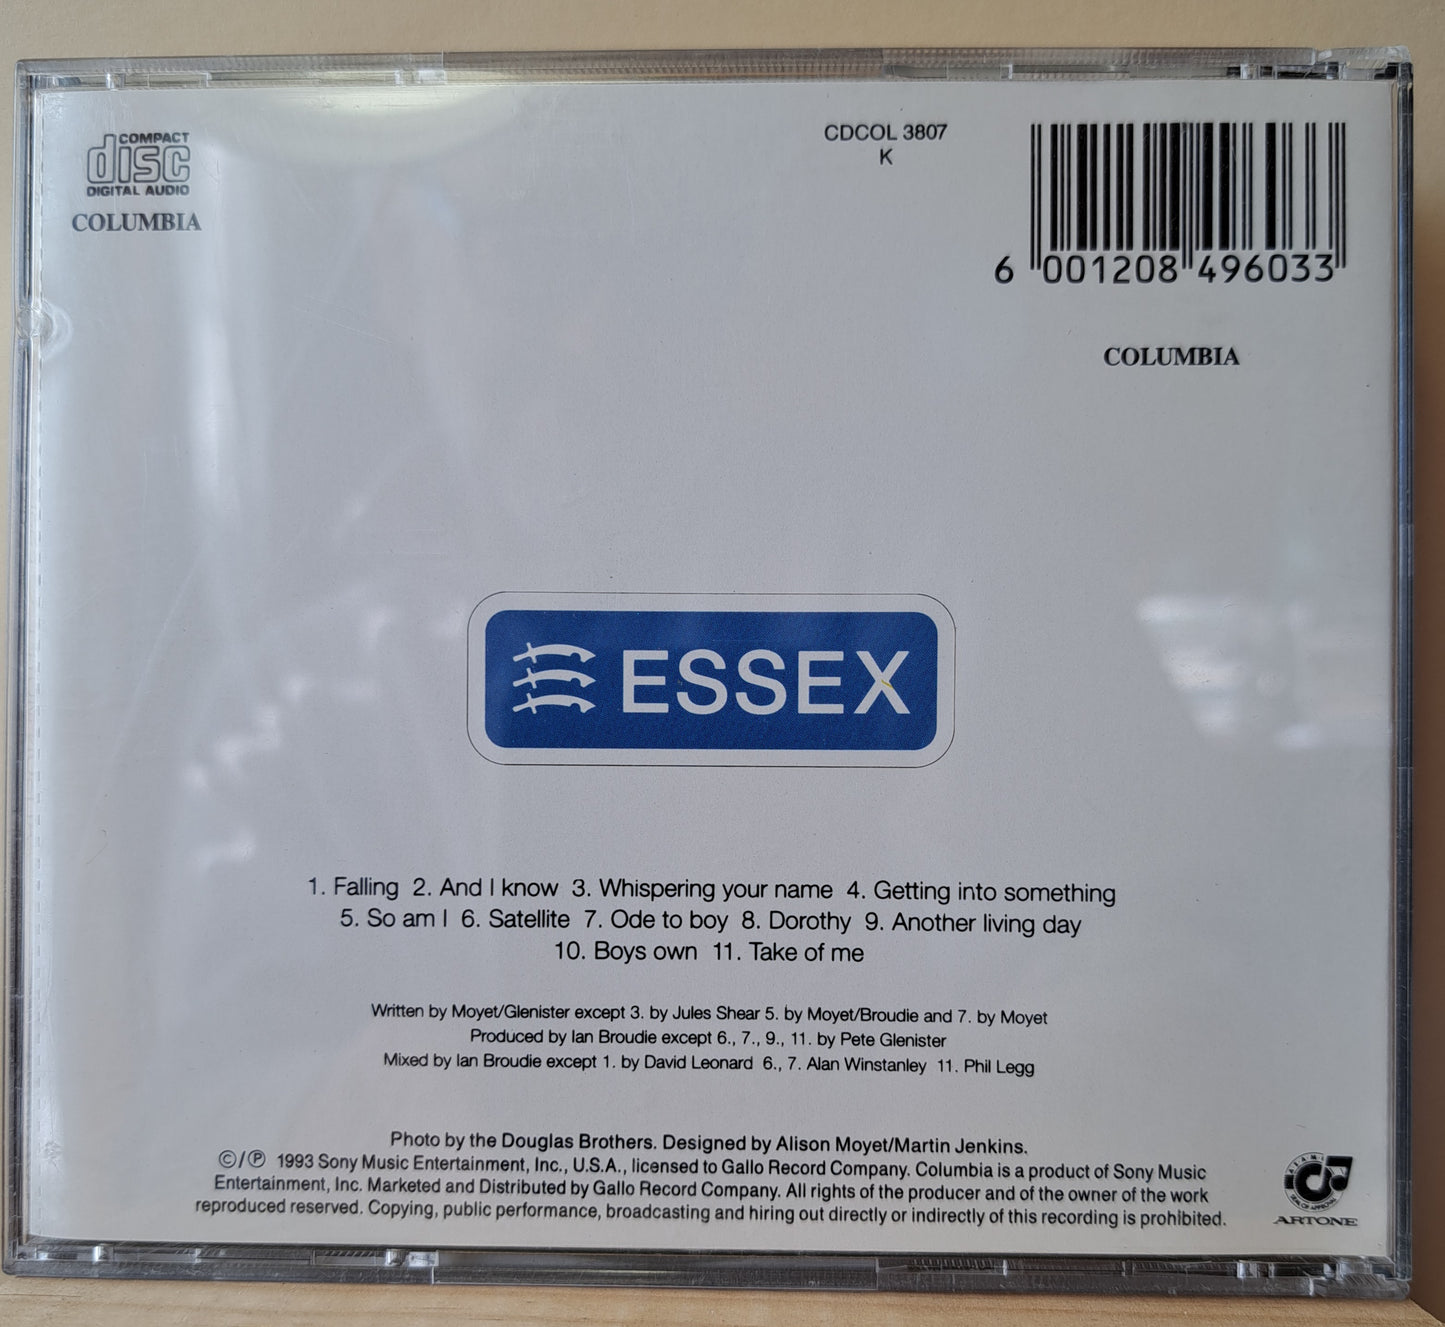 COMPACT
disc
DIGITAL AUDIO
COLUMBIA
CDCOL 3807
K
6 001208 496033
COLUMBIA
ESSEX
1. Falling 2. And I know 3. Whispering your name 4. Getting into something
5. So am I 6. Satellite 7. Ode to boy 8. Dorothy 9. Another living day
10. Boys own 11. Take of me
Written by Moyet/Glenister except 3. by Jules Shear 5. by Moyet/Broudie and 7. by Moyet
Produced by Ian Broudie except 6., 7., 9., 11. by Pete Glenister
Mixed by Ian Broudie except 1. by David Leonard 6., 7. Alan Winstanley 11. Phil Legg
Photo by the Douglas Brothers. Designed by Alison Moyet/Martin Jenkins.
©/℗ 1993 Sony Music Entertainment, Inc., U.S.A., licensed to Gallo Record Company. Columbia is a product of Sony Music
Entertainment, Inc. Marketed and Distributed by Gallo Record Company. All rights of the producer and of the owner of the work
reproduced reserved. Copying, public performance, broadcasting and hiring out directly or indirectly of this recording is prohibited.
SEAL OF APPROVAL
ARTONE